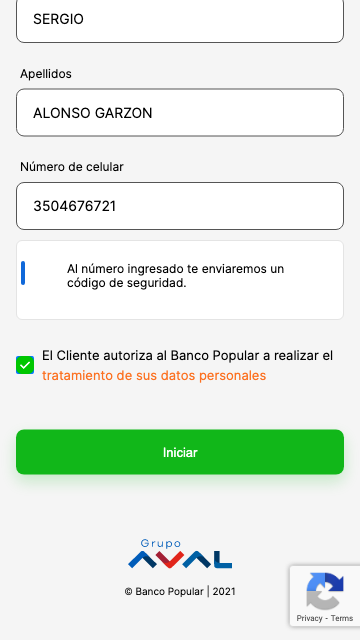 SERGIO
Apellidos
ALONSO GARZON
Número de celular
3504676721
Al número ingresado te enviaremos un
código de seguridad.
El Cliente autoriza al Banco Popular a realizar el
tratamiento de sus datos personales
Iniciar
Grupo
AVAL
© Banco Popular | 2021
Privacy - Terms